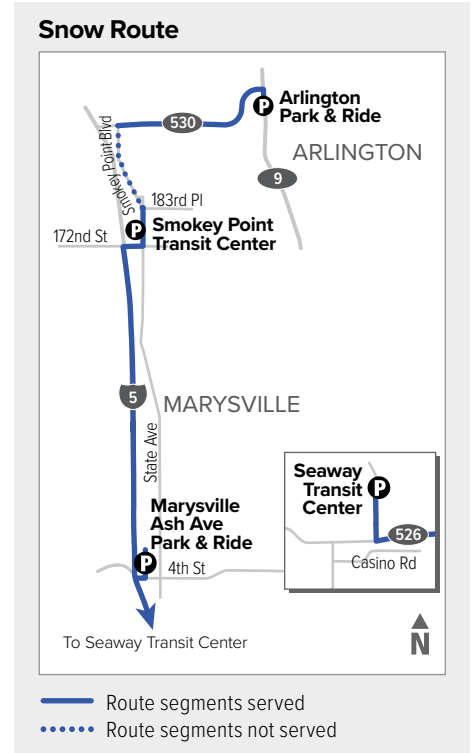 Snow Route
Arlington
Park & Ride
P
530
ARLINGTON
9
Smokey Point Blvd
183rd Pl
P
Smokey Point
Transit Center
172nd St
5
MARYSVILLE
State Ave
Marysville
Ash Ave
Park & Ride
P
4th St
To Seaway Transit Center
Seaway
Transit
Center
P
526
Casino Rd
N
Route segments served
Route segments not served